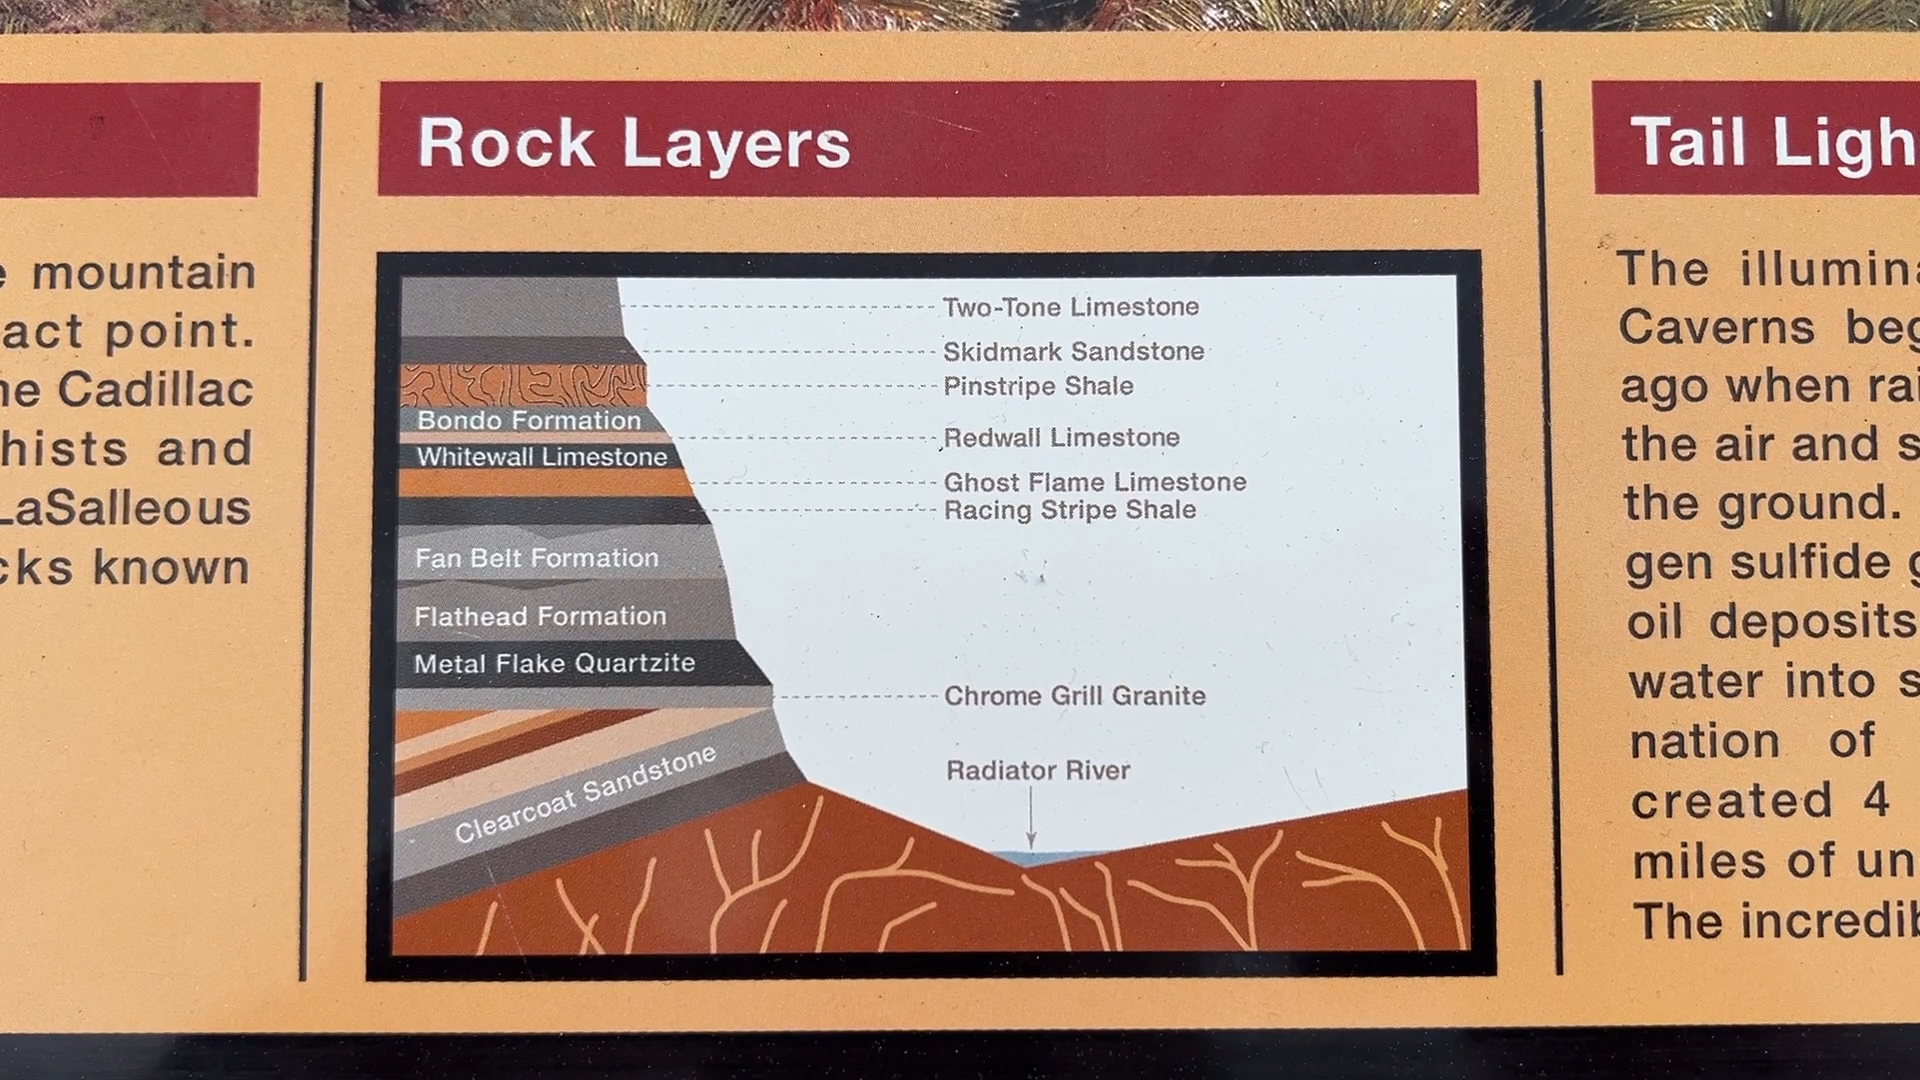 mountain
act point.
Cadillac
hists and
LaSalleous
cks known
Rock Layers
Two-Tone Limestone
Skidmark Sandstone
Pinstripe Shale
Bondo Formation
Redwall Limestone
Whitewall Limestone
Ghost Flame Limestone
Racing Stripe Shale
Fan Belt Formation
Flathead Formation
Metal Flake Quartzite
Chrome Grill Granite
Clearcoat Sandstone
Radiator River
Tail Ligh
The illumin
Caverns beg
ago when rai
the air and s
the ground.
gen sulfide g
oil deposits
water into s
nation of
created 4
miles of un
The incredib